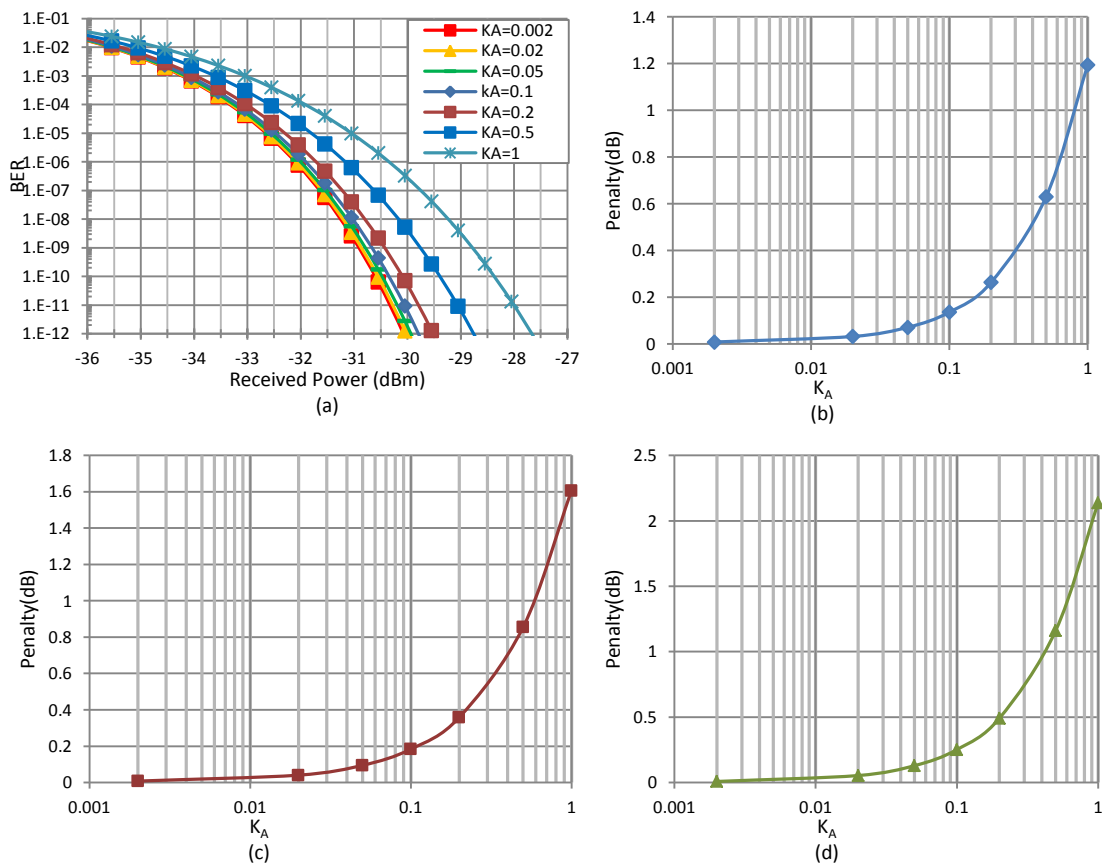 1.E-01
1.E-02
1.E-03
1.E-04
1.E-05
1.E-06
1.E-07
1.E-08
1.E-09
1.E-10
1.E-11
1.E-12
BER
KA=0.002
KA=0.02
KA=0.05
kA=0.1
KA=0.2
KA=0.5
KA=1
-36 -35 -34 -33 -32 -31 -30 -29 -28 -27
Received Power (dBm)
(a)
1.4
1.2
1
0.8
0.6
0.4
0.2
0
Penalty(dB)
0.001 0.01 0.1 1
KA
(b)
1.8
1.6
1.4
1.2
1
0.8
0.6
0.4
0.2
0
Penalty(dB)
0.001 0.01 0.1 1
KA
(c)
2.5
2
1.5
1
0.5
0
Penalty(dB)
0.001 0.01 0.1 1
KA
(d)